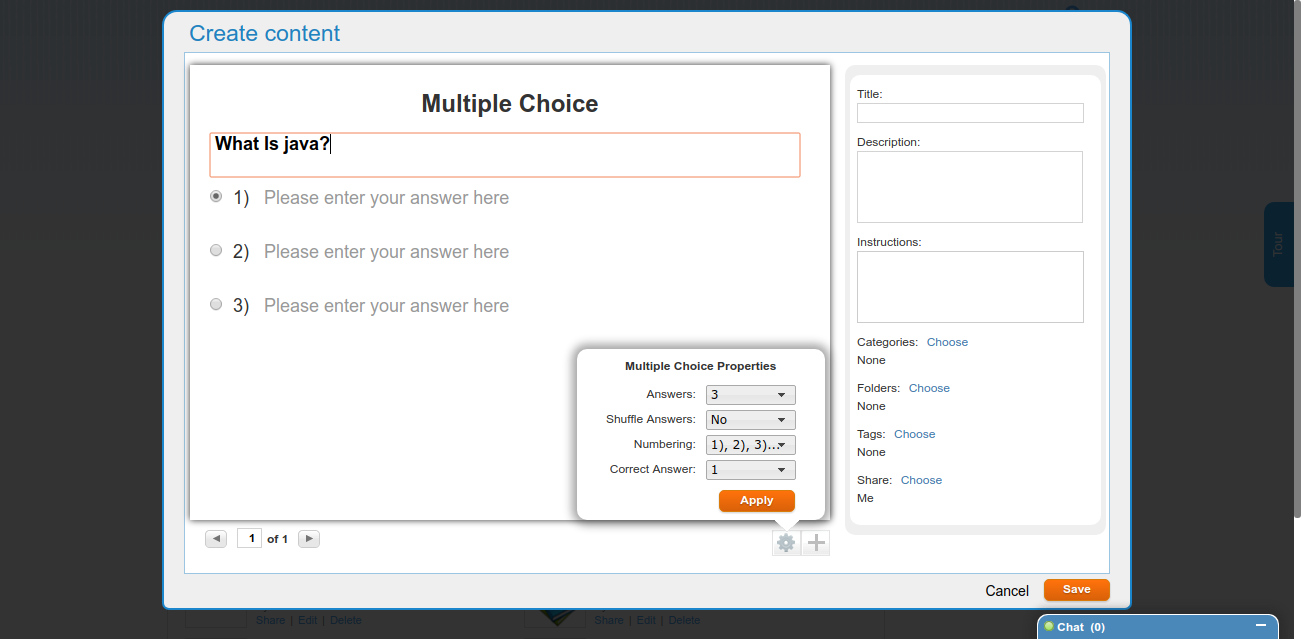 Create content
Multiple Choice
What Is java?
1) Please enter your answer here
2) Please enter your answer here
3) Please enter your answer here
Multiple Choice Properties
Answers: 3
Shuffle Answers: No
Numbering: 1), 2), 3)...
Correct Answer: 1
Apply
1 of 1
Title:
Description:
Instructions:
Categories: Choose
None
Folders: Choose
None
Tags: Choose
None
Share: Choose
Me
Cancel Save
Tour
Share | Edit | Delete
Share | Edit | Delete
Chat (0)